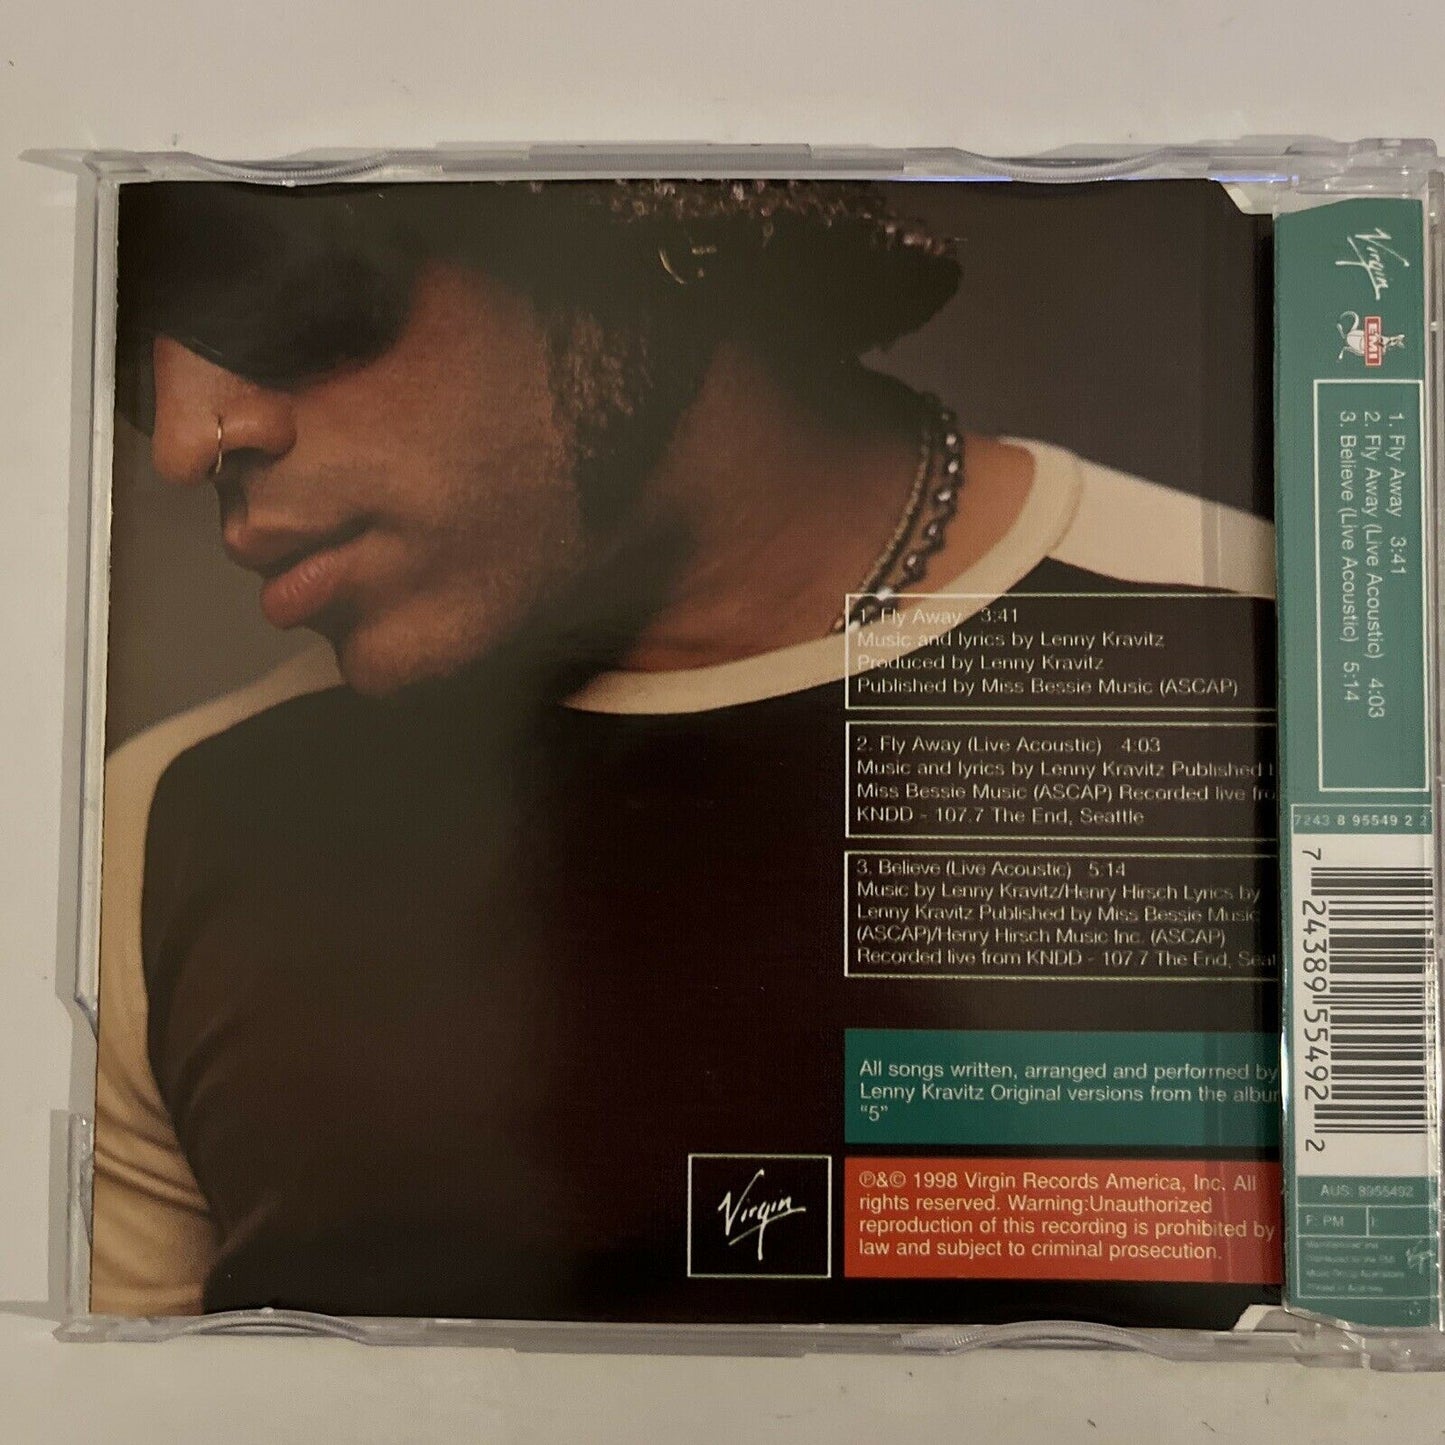 1. Fly Away 3:41
Music and lyrics by Lenny Kravitz
Produced by Lenny Kravitz
Published by Miss Bessie Music (ASCAP)
2. Fly Away (Live Acoustic) 4:03
Music and lyrics by Lenny Kravitz Published
Miss Bessie Music (ASCAP) Recorded live
KNDD - 107.7 The End, Seattle
3. Believe (Live Acoustic) 5:14
Music by Lenny Kravitz/Henry Hirsch Lyrics by
Lenny Kravitz Published by Miss Bessie Music
(ASCAP)/Henry Hirsch Music Inc. (ASCAP)
Recorded live from KNDD - 107.7 The End,
All songs written, arranged and performed by
Lenny Kravitz Original versions from the album
"5"
Virgin
℗&© 1998 Virgin Records America, Inc. All
rights reserved. Warning:Unauthorized
reproduction of this recording is prohibited by
law and subject to criminal prosecution.
Virgin
EMI
1. Fly Away 3:41
2. Fly Away (Live Acoustic) 4:03
3. Believe (Live Acoustic) 5:14
7243 8 95549 2 2
7 24389 55492 2
AUS: 8955492
F: PM I:
Virgin